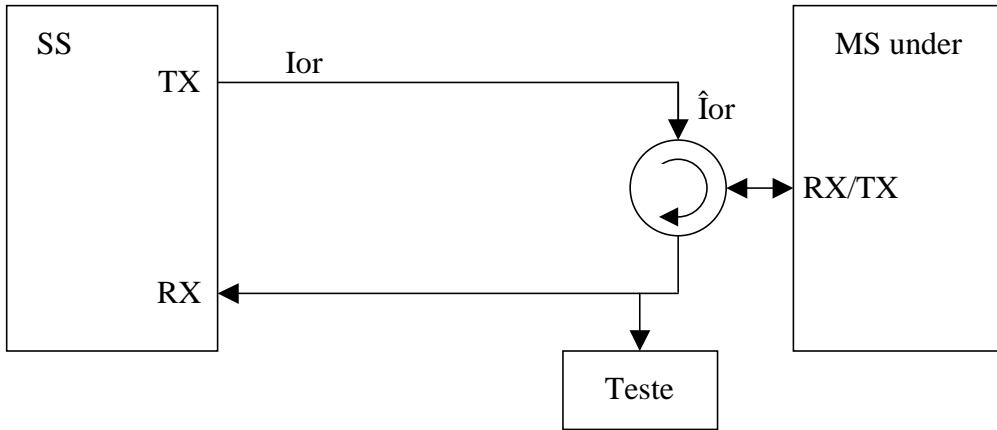 SS
MS under
TX
Ior
Îor
RX/TX
RX
Teste